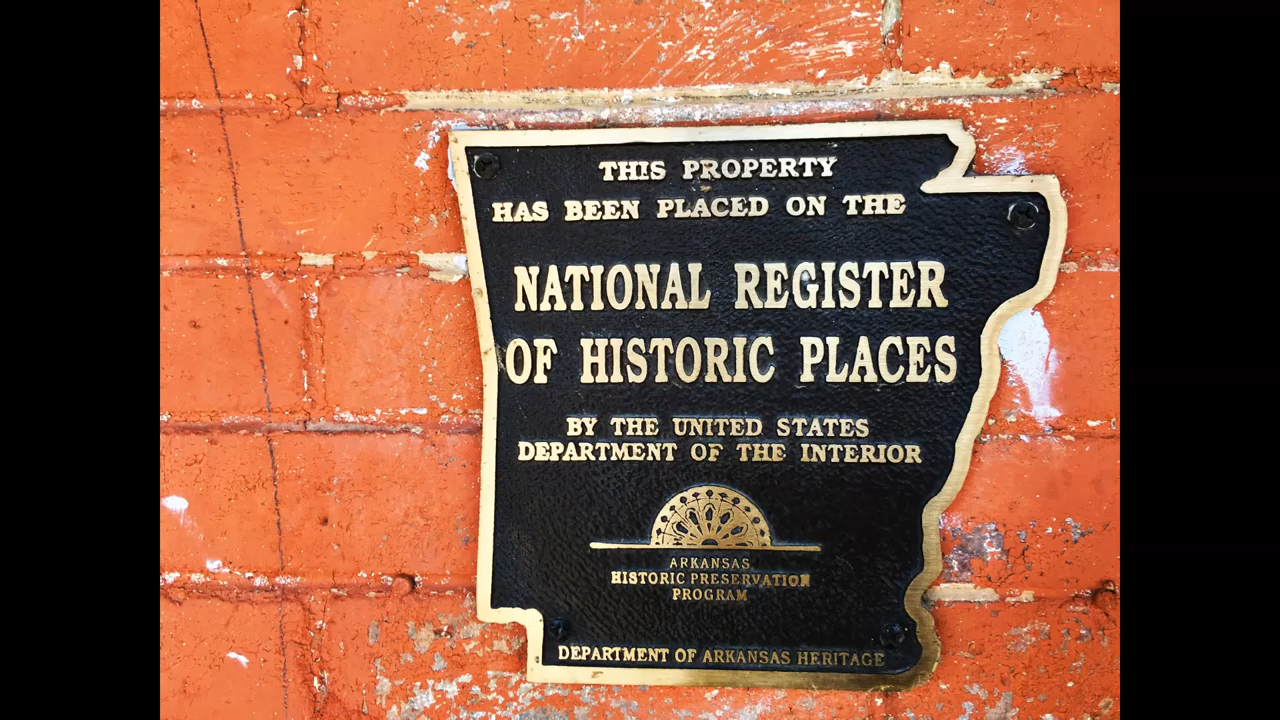 THIS PROPERTY
HAS BEEN PLACED ON THE
NATIONAL REGISTER
OF HISTORIC PLACES
BY THE UNITED STATES
DEPARTMENT OF THE INTERIOR
ARKANSAS
HISTORIC PRESERVATION
PROGRAM
DEPARTMENT OF ARKANSAS HERITAGE